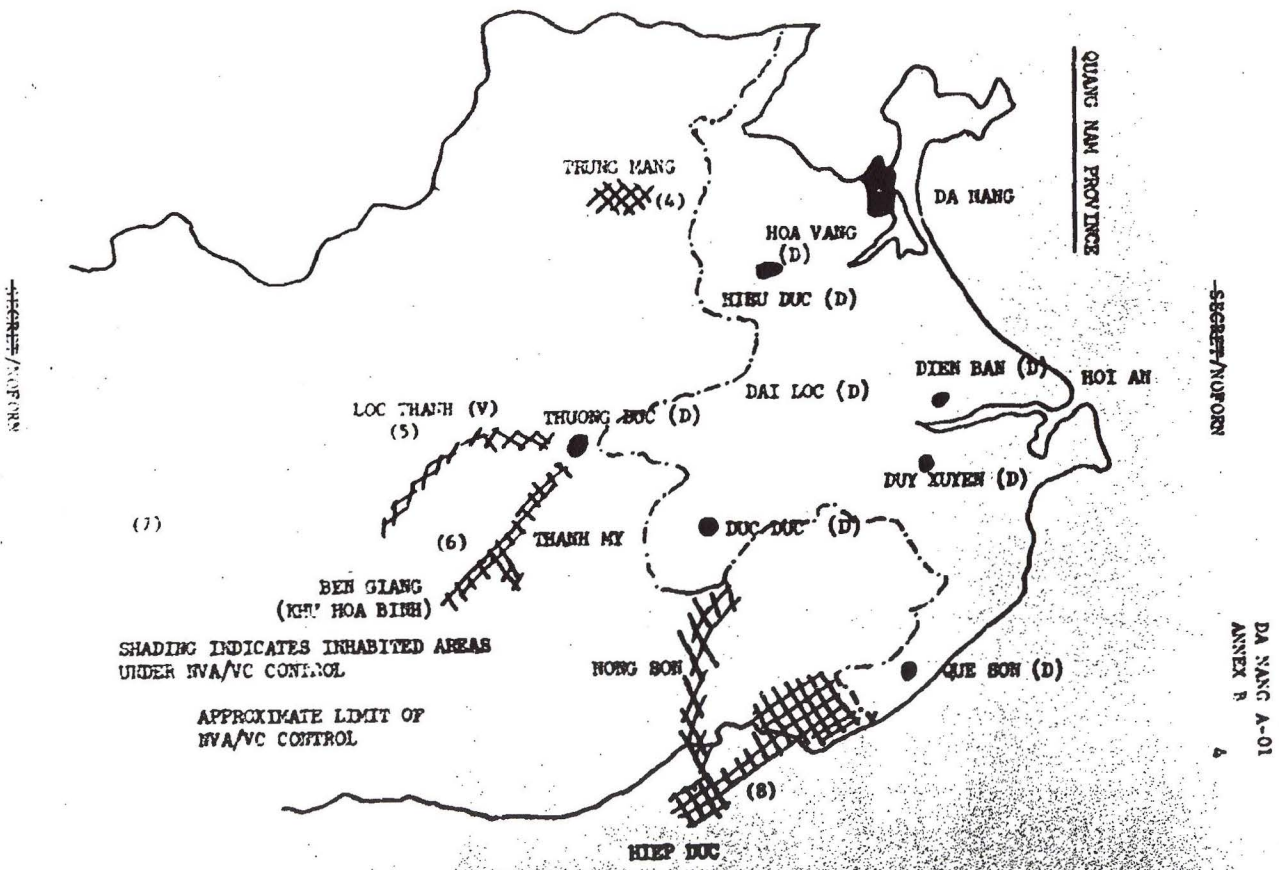 QUANG NAM PROVINCE
TRUNG MANG
(4)
DA NANG
HOA VANG
(D)
HIEU DUC (D)
DIEN BAN (D)
HOI AN
DAI LOC (D)
LOC THANH (V)
(5)
THUONG DUC (D)
DUY XUYEN (D)
(7)
(6)
THANH MY
DUC DUC (D)
BEN GIANG
(KHU HOA BINH)
SHADING INDICATES INHABITED AREAS
UNDER NVA/VC CONTROL
NONG SON
QUE SON (D)
APPROXIMATE LIMIT OF
NVA/VC CONTROL
(8)
HIEP DUC
SECRET/NOFORN
SECRET/NOFORN
DA NANG A-01
ANNEX B
4